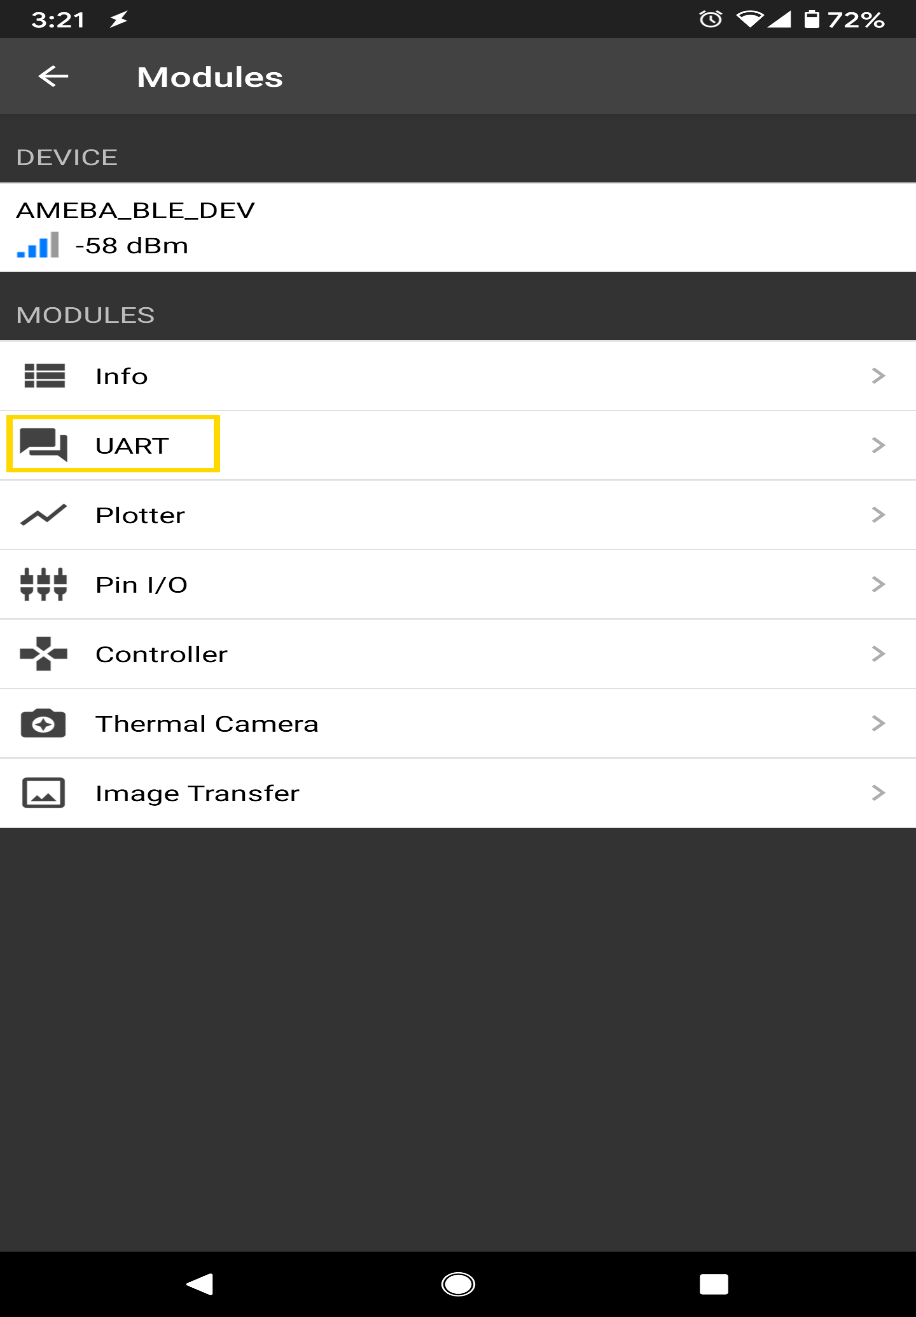 3:21 72%
Modules
DEVICE
AMEBA_BLE_DEV
-58 dBm
MODULES
Info
UART
Plotter
Pin I/O
Controller
Thermal Camera
Image Transfer